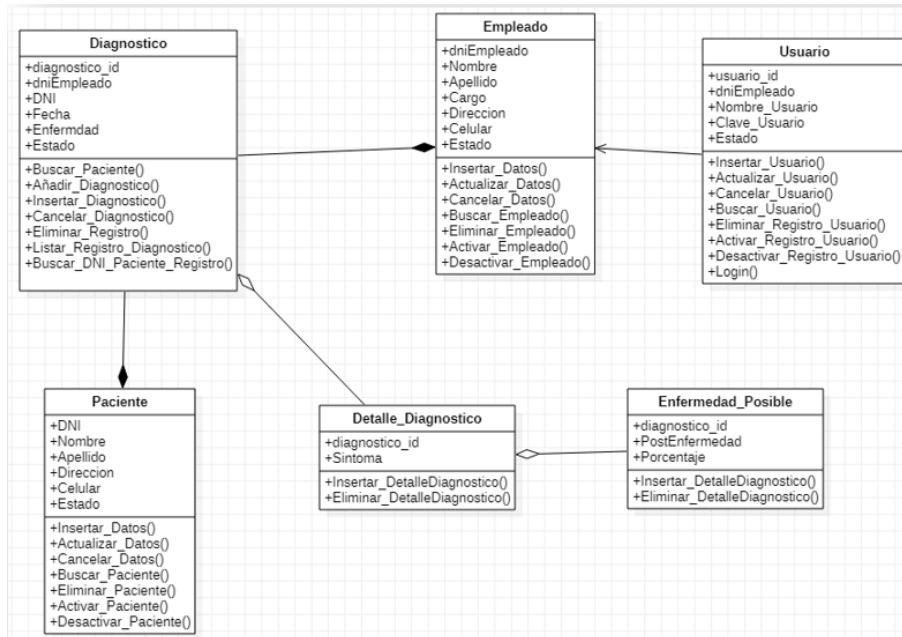 Diagnostico
+diagnostico_id
+dniEmpleado
+DNI
+Fecha
+Enfermdad
+Estado
+Buscar_Paciente()
+Añadir_Diagnostico()
+Insertar_Diagnostico()
+Cancelar_Diagnostico()
+Eliminar_Registro()
+Listar_Registro_Diagnostico()
+Buscar_DNI_Paciente_Registro()
Empleado
+dniEmpleado
+Nombre
+Apellido
+Cargo
+Direccion
+Celular
+Estado
+Insertar_Datos()
+Actualizar_Datos()
+Cancelar_Datos()
+Buscar_Empleado()
+Eliminar_Empleado()
+Activar_Empleado()
+Desactivar_Empleado()
Usuario
+usuario_id
+dniEmpleado
+Nombre_Usuario
+Clave_Usuario
+Estado
+Insertar_Usuario()
+Actualizar_Usuario()
+Cancelar_Usuario()
+Buscar_Usuario()
+Eliminar_Registro_Usuario()
+Activar_Registro_Usuario()
+Desactivar_Registro_Usuario()
+Login()
Paciente
+DNI
+Nombre
+Apellido
+Direccion
+Celular
+Estado
+Insertar_Datos()
+Actualizar_Datos()
+Cancelar_Datos()
+Buscar_Paciente()
+Eliminar_Paciente()
+Activar_Paciente()
+Desactivar_Paciente()
Detalle_Diagnostico
+diagnostico_id
+Sintoma
+Insertar_DetalleDiagnostico()
+Eliminar_DetalleDiagnostico()
Enfermedad_Posible
+diagnostico_id
+PostEnfermedad
+Porcentaje
+Insertar_DetalleDiagnostico()
+Eliminar_DetalleDiagnostico()